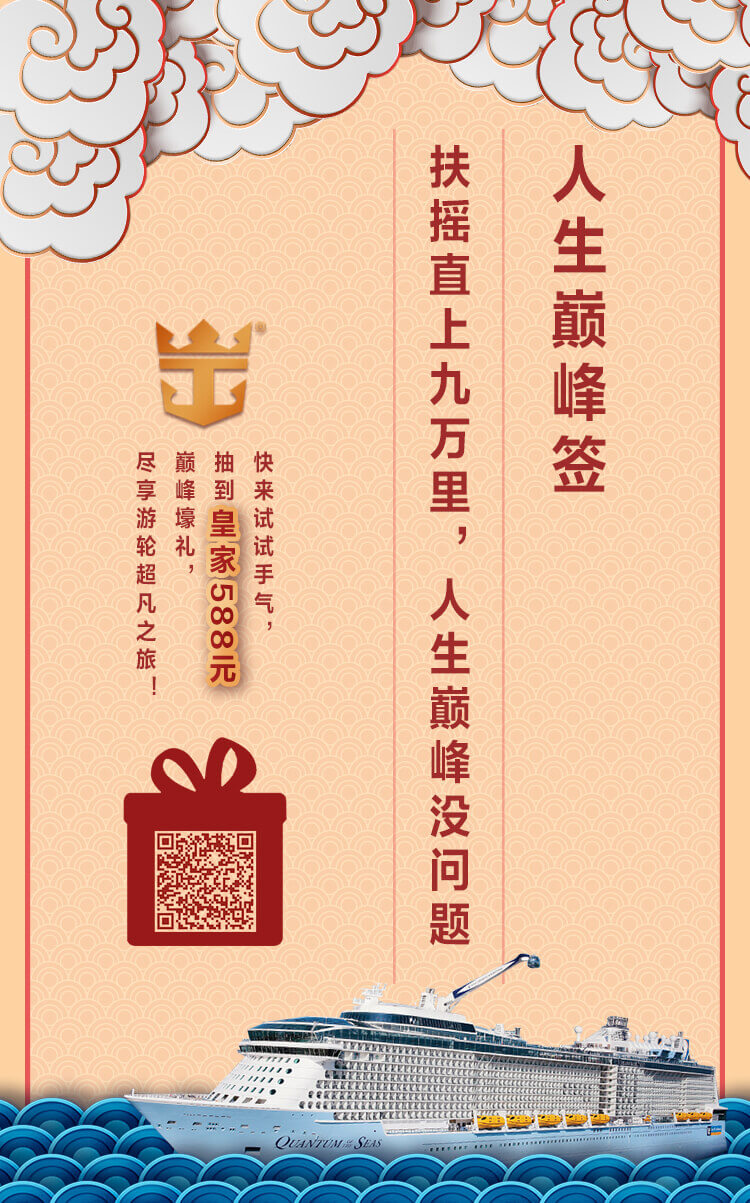 人生巅峰签
扶摇直上九万里，人生巅峰没问题
快来试试手气，
抽到皇家588元
巅峰壕礼，
尽享游轮超凡之旅！
QUANTUM OF THE SEAS